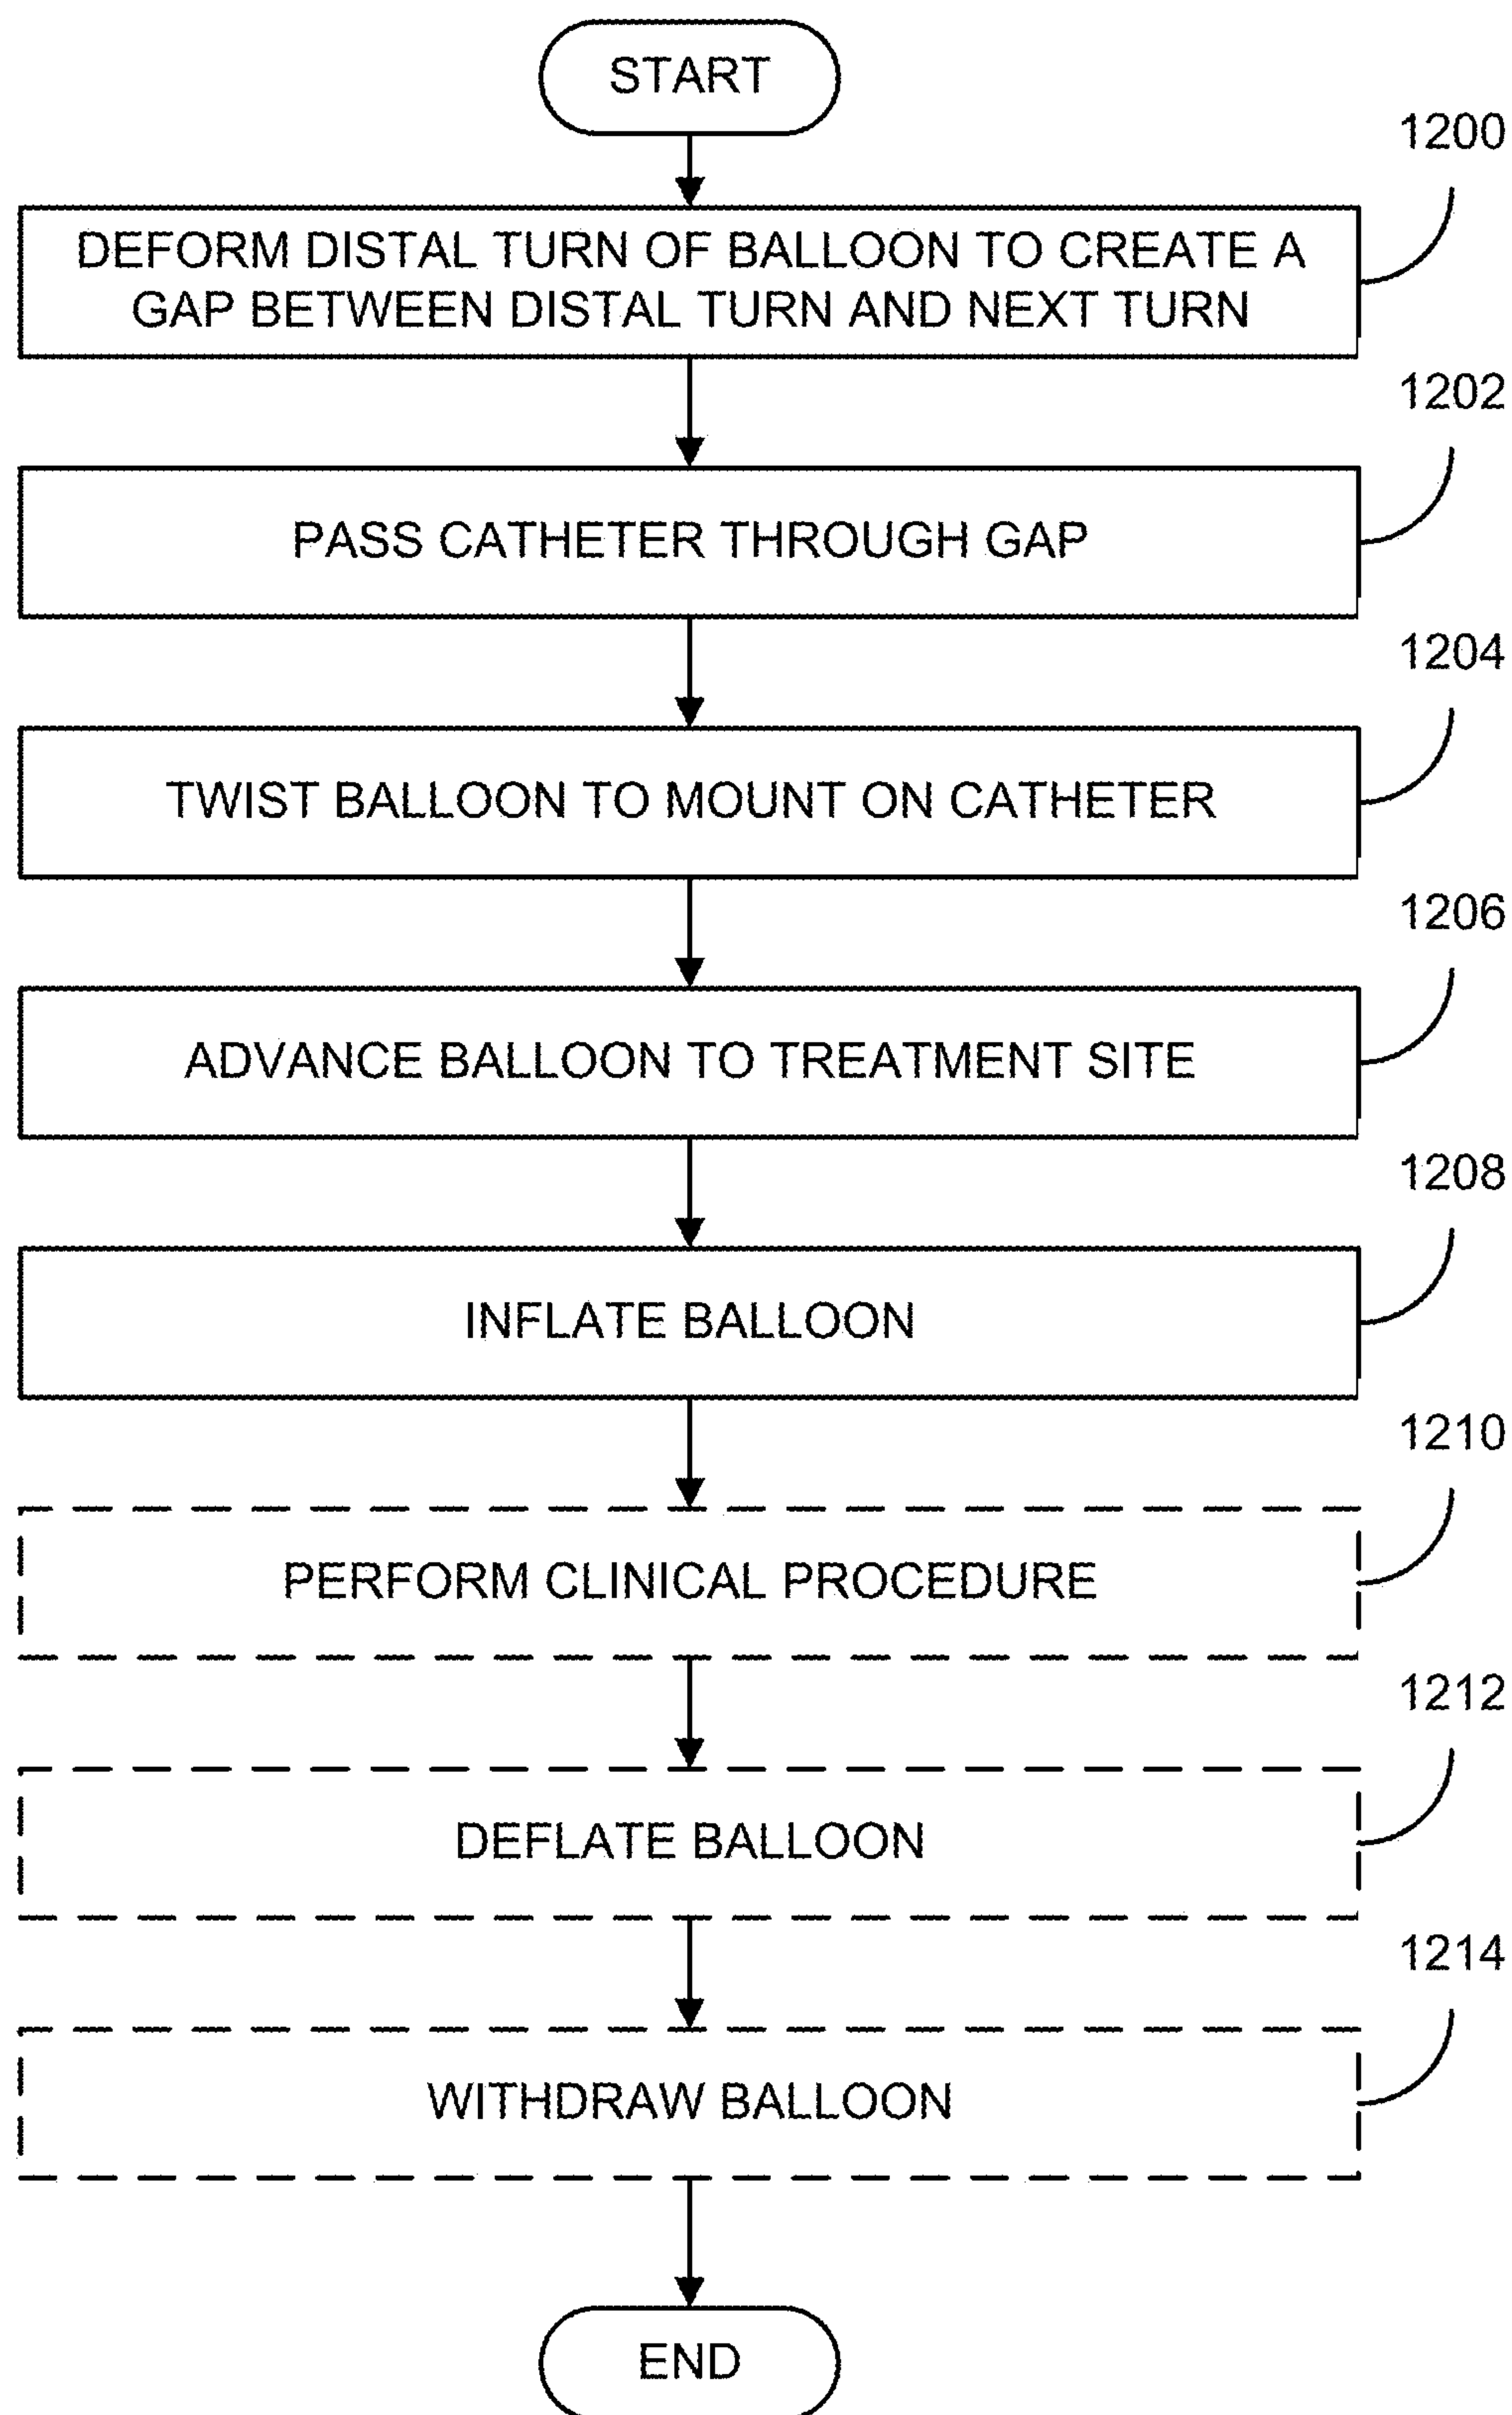 START
1200
DEFORM DISTAL TURN OF BALLOON TO CREATE A
GAP BETWEEN DISTAL TURN AND NEXT TURN
1202
PASS CATHETER THROUGH GAP
1204
TWIST BALLOON TO MOUNT ON CATHETER
1206
ADVANCE BALLOON TO TREATMENT SITE
1208
INFLATE BALLOON
1210
PERFORM CLINICAL PROCEDURE
1212
DEFLATE BALLOON
1214
WITHDRAW BALLOON
END